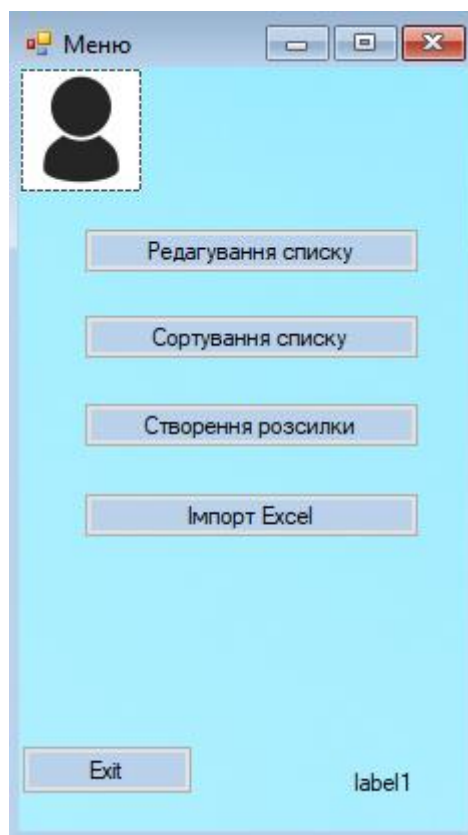 Меню
Редагування списку
Сортування списку
Створення розсилки
Імпорт Excel
Exit
label1